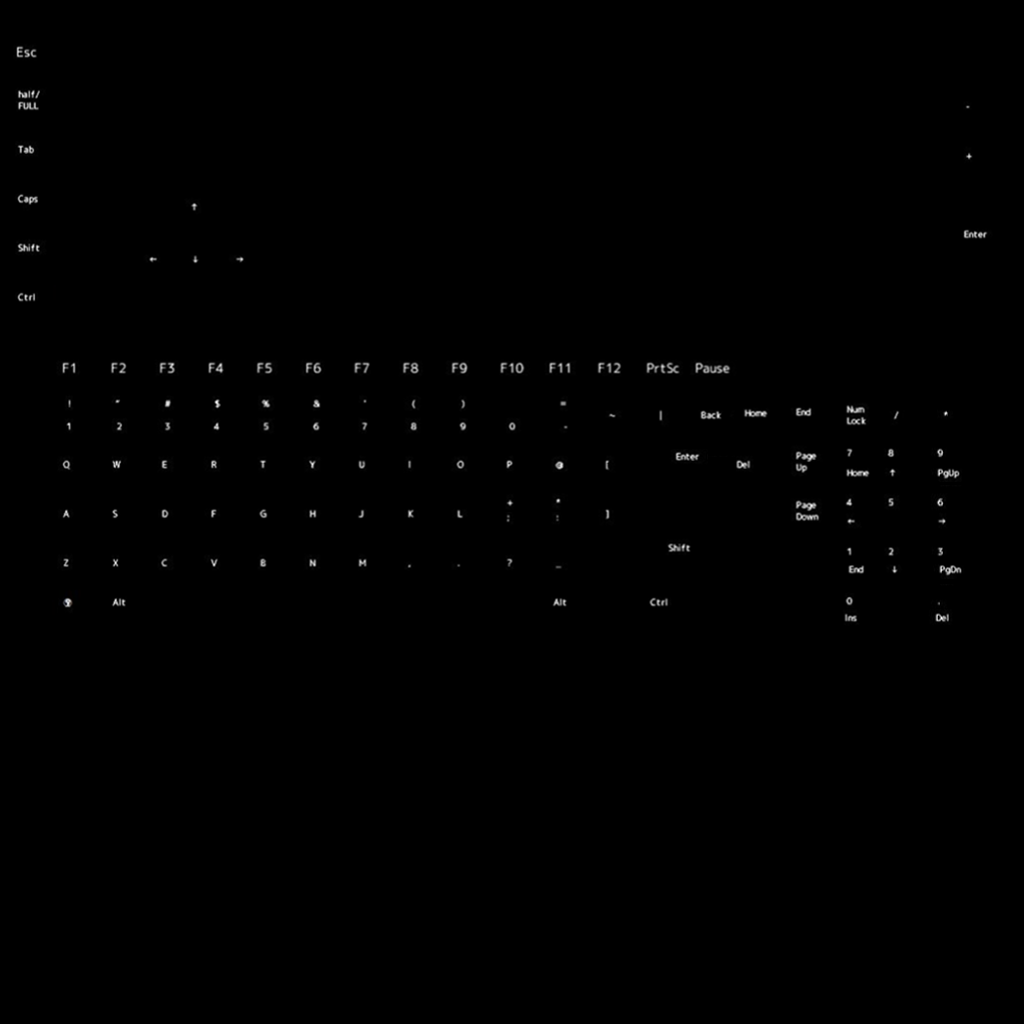 Esc
half/
FULL
-
Tab
+
Caps
↑
Enter
Shift
← ↓ →
Ctrl
F1 F2 F3 F4 F5 F6 F7 F8 F9 F10 F11 F12 PrtSc Pause
! " # $ % & ' ( ) =
1 2 3 4 5 6 7 8 9 0 -
~ | Back Home End
Num
Lock
/ *
Q W E R T Y U I O P @ [
Enter
Del
Page
Up
7 8 9
Home ↑ PgUp
A S D F G H J K L
+ *
; :
]
Page
Down
4 5 6
← →
Shift
Z X C V B N M , . ? _
1 2 3
End ↓ PgDn
Alt Alt Ctrl
0 .
Ins Del